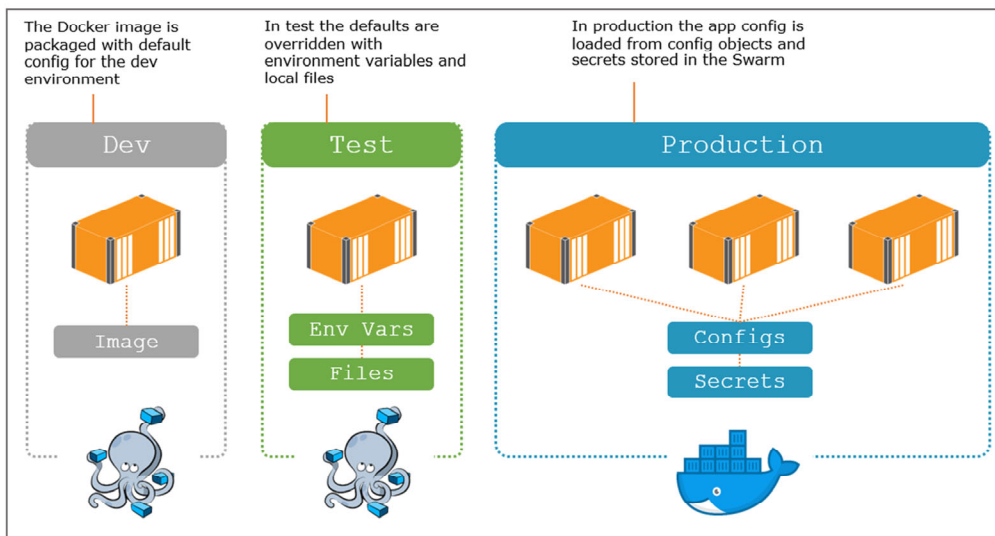 The Docker image is
packaged with default
config for the dev
environment
In test the defaults are
overridden with
environment variables and
local files
In production the app config is
loaded from config objects and
secrets stored in the Swarm
Dev
Test
Production
Image
Env Vars
Files
Configs
Secrets